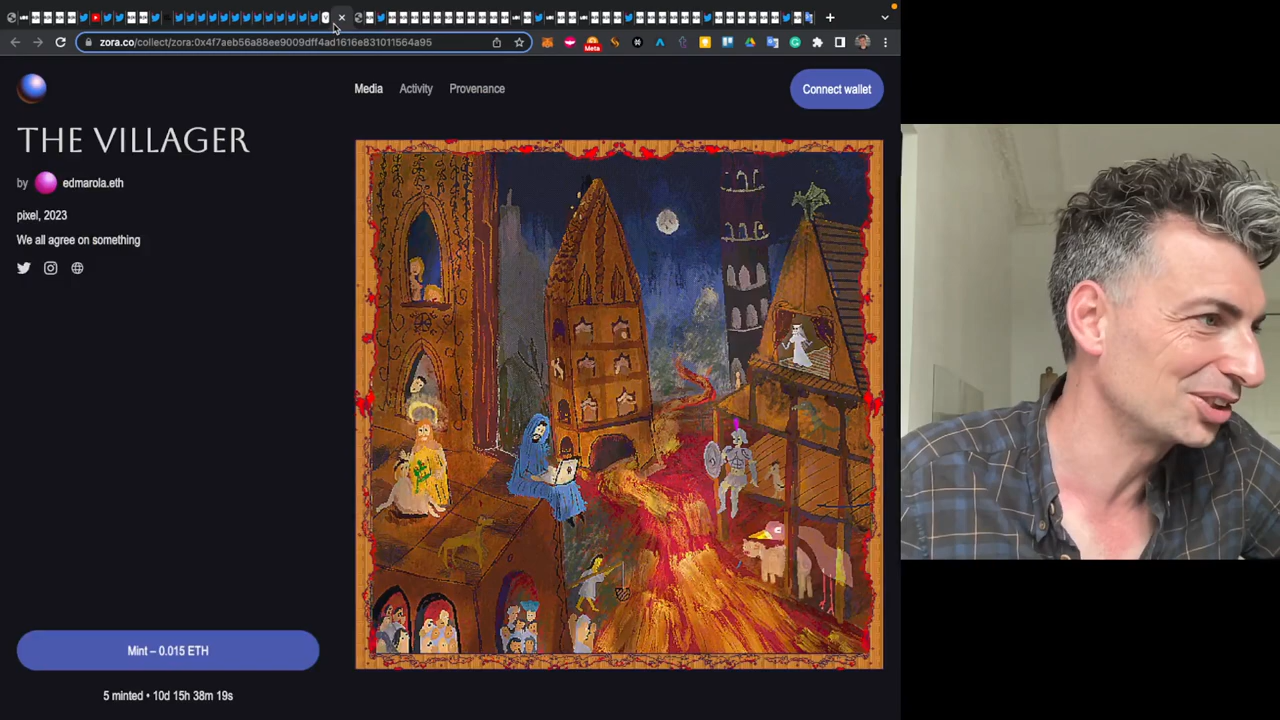 zora.co/collect/zora:0x4f7aeb56a88ee9009dff4ad1616e831011564a95
Meta
Media
Activity
Provenance
Connect wallet
THE VILLAGER
by edmarola.eth
pixel, 2023
We all agree on something
Mint – 0.015 ETH
5 minted • 10d 15h 38m 19s